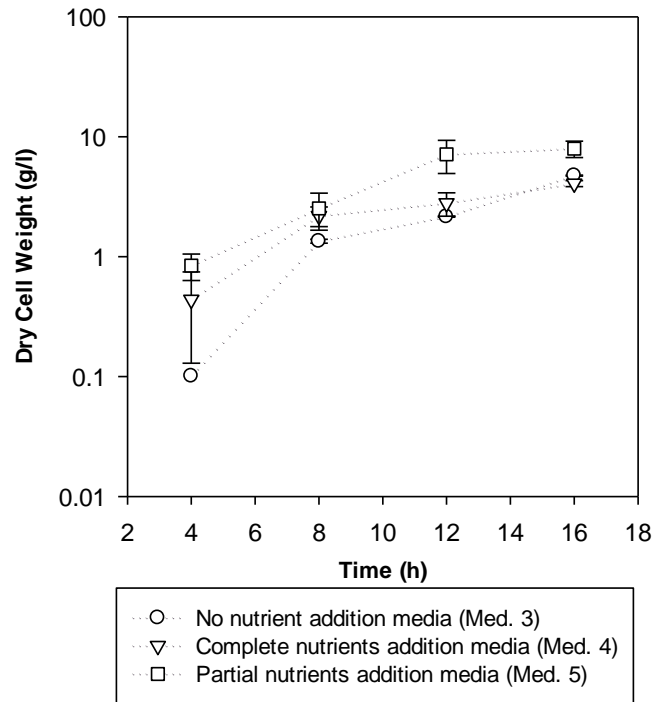 100
10
1
0.1
0.01
Dry Cell Weight (g/l)
2 4 6 8 10 12 14 16 18
Time (h)
No nutrient addition media (Med. 3)
Complete nutrients addition media (Med. 4)
Partial nutrients addition media (Med. 5)